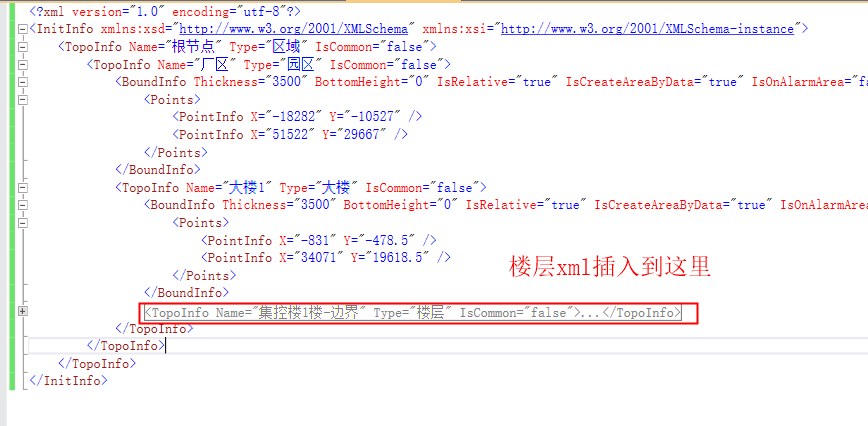 <?xml version="1.0" encoding="utf-8"?>
<InitInfo xmlns:xsd="http://www.w3.org/2001/XMLSchema" xmlns:xsi="http://www.w3.org/2001/XMLSchema-instance">
<TopoInfo Name="根节点" Type="区域" IsCommon="false">
<TopoInfo Name="厂区" Type="园区" IsCommon="false">
<BoundInfo Thickness="3500" BottomHeight="0" IsRelative="true" IsCreateAreaByData="true" IsOnAlarmArea="fa
<Points>
<PointInfo X="-18282" Y="-10527" />
<PointInfo X="51522" Y="29667" />
</Points>
</BoundInfo>
<TopoInfo Name="大楼1" Type="大楼" IsCommon="false">
<BoundInfo Thickness="3500" BottomHeight="0" IsRelative="true" IsCreateAreaByData="true" IsOnAlarmArea
<Points>
<PointInfo X="-831" Y="-478.5" />
<PointInfo X="34071" Y="19618.5" />
楼层xml插入到这里
</Points>
</BoundInfo>
<TopoInfo Name="集控楼1楼-边界" Type="楼层" IsCommon="false">...</TopoInfo>
</TopoInfo>
</TopoInfo>
</TopoInfo>
</InitInfo>